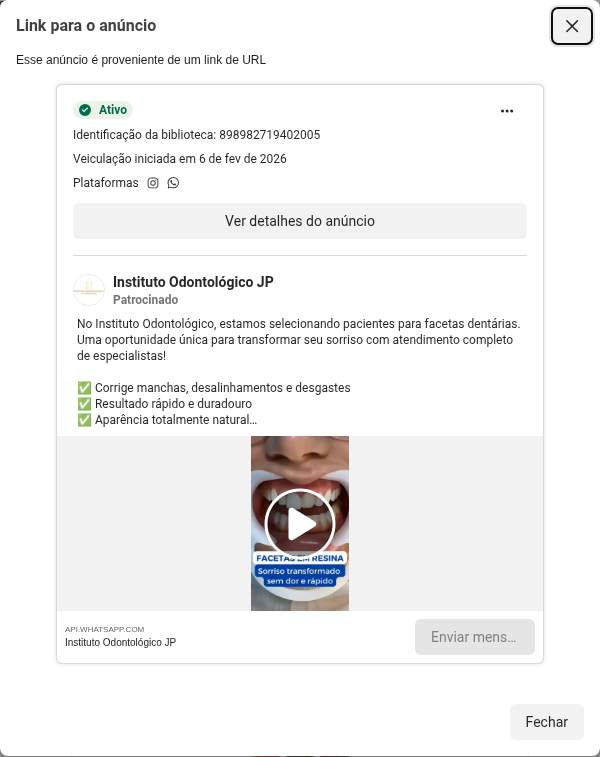 Link para o anúncio
Esse anúncio é proveniente de um link de URL
Ativo
Identificação da biblioteca: 898982719402005
Veiculação iniciada em 6 de fev de 2026
Plataformas
Ver detalhes do anúncio
Instituto Odontológico JP
Patrocinado
No Instituto Odontológico, estamos selecionando pacientes para facetas dentárias.
Uma oportunidade única para transformar seu sorriso com atendimento completo
de especialistas!
✅ Corrige manchas, desalinhamentos e desgastes
✅ Resultado rápido e duradouro
✅ Aparência totalmente natural…
FACETAS EM RESINA
Sorriso transformado
sem dor e rápido
API.WHATSAPP.COM
Instituto Odontológico JP
Enviar mens…
Fechar